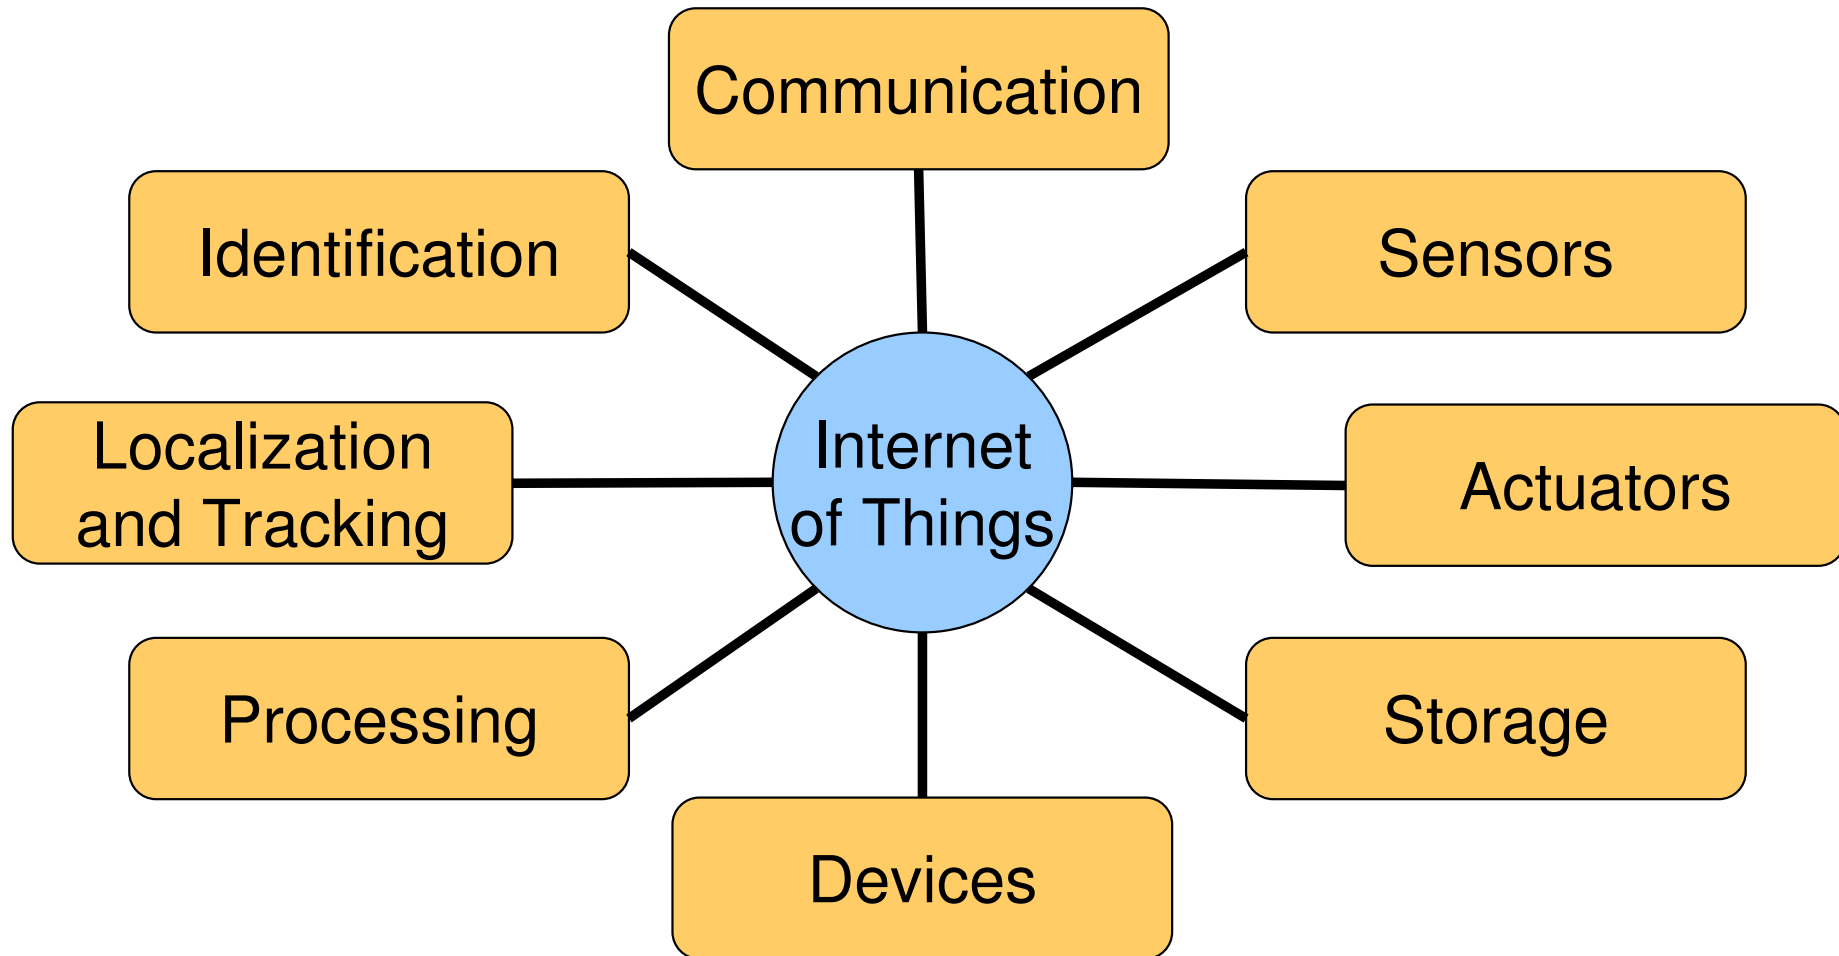 Communication
Identification
Sensors
Localization
and Tracking
Internet
of Things
Actuators
Processing
Storage
Devices